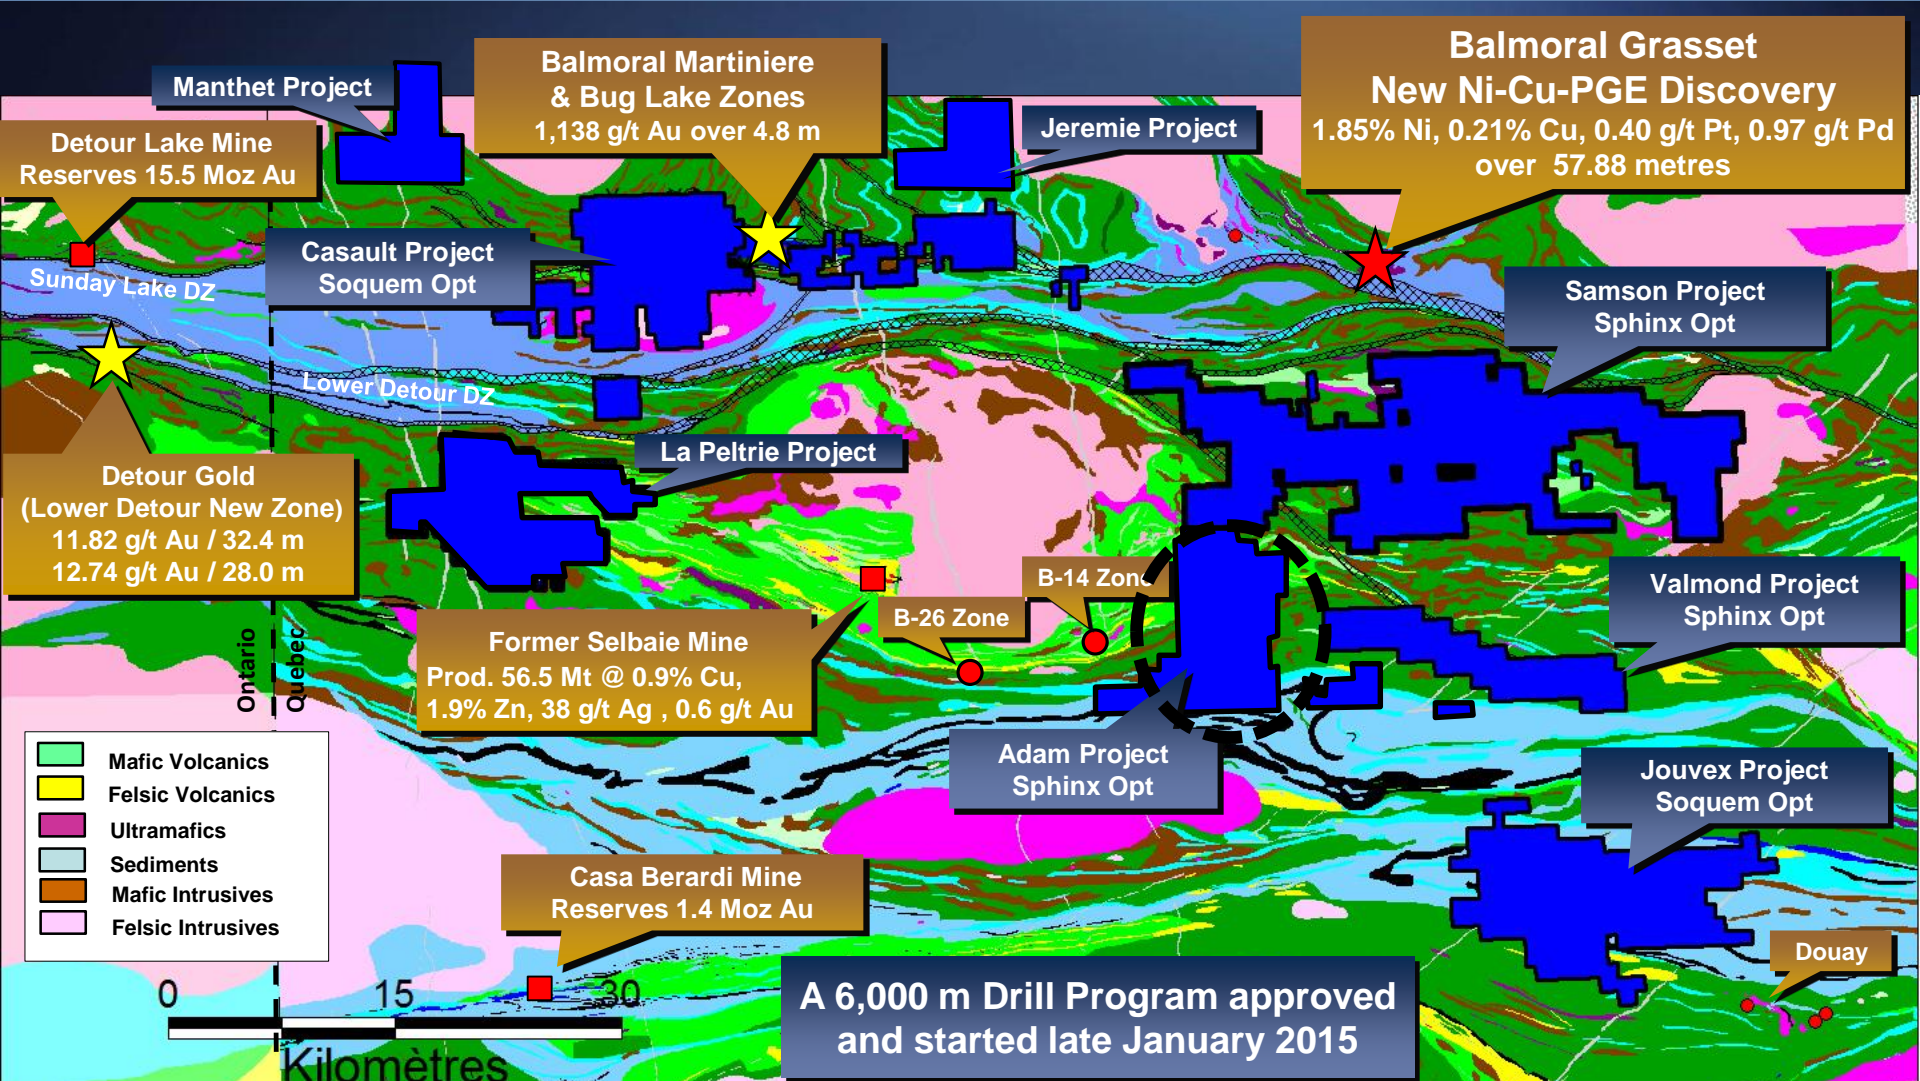 Manthet Project
Balmoral Martiniere
& Bug Lake Zones
1,138 g/t Au over 4.8 m
Balmoral Grasset
New Ni-Cu-PGE Discovery
1.85% Ni, 0.21% Cu, 0.40 g/t Pt, 0.97 g/t Pd
over 57.88 metres
Jeremie Project
Detour Lake Mine
Reserves 15.5 Moz Au
Casault Project
Soquem Opt
Sunday Lake DZ
Samson Project
Sphinx Opt
Lower Detour DZ
La Peltrie Project
Detour Gold
(Lower Detour New Zone)
11.82 g/t Au / 32.4 m
12.74 g/t Au / 28.0 m
B-14 Zone
B-26 Zone
Valmond Project
Sphinx Opt
Former Selbaie Mine
Prod. 56.5 Mt @ 0.9% Cu,
1.9% Zn, 38 g/t Ag , 0.6 g/t Au
Ontario
Quebec
Adam Project
Sphinx Opt
Jouvex Project
Soquem Opt
Mafic Volcanics
Felsic Volcanics
Ultramafics
Sediments
Mafic Intrusives
Felsic Intrusives
Casa Berardi Mine
Reserves 1.4 Moz Au
Douay
0 15 30
Kilomètres
A 6,000 m Drill Program approved
and started late January 2015